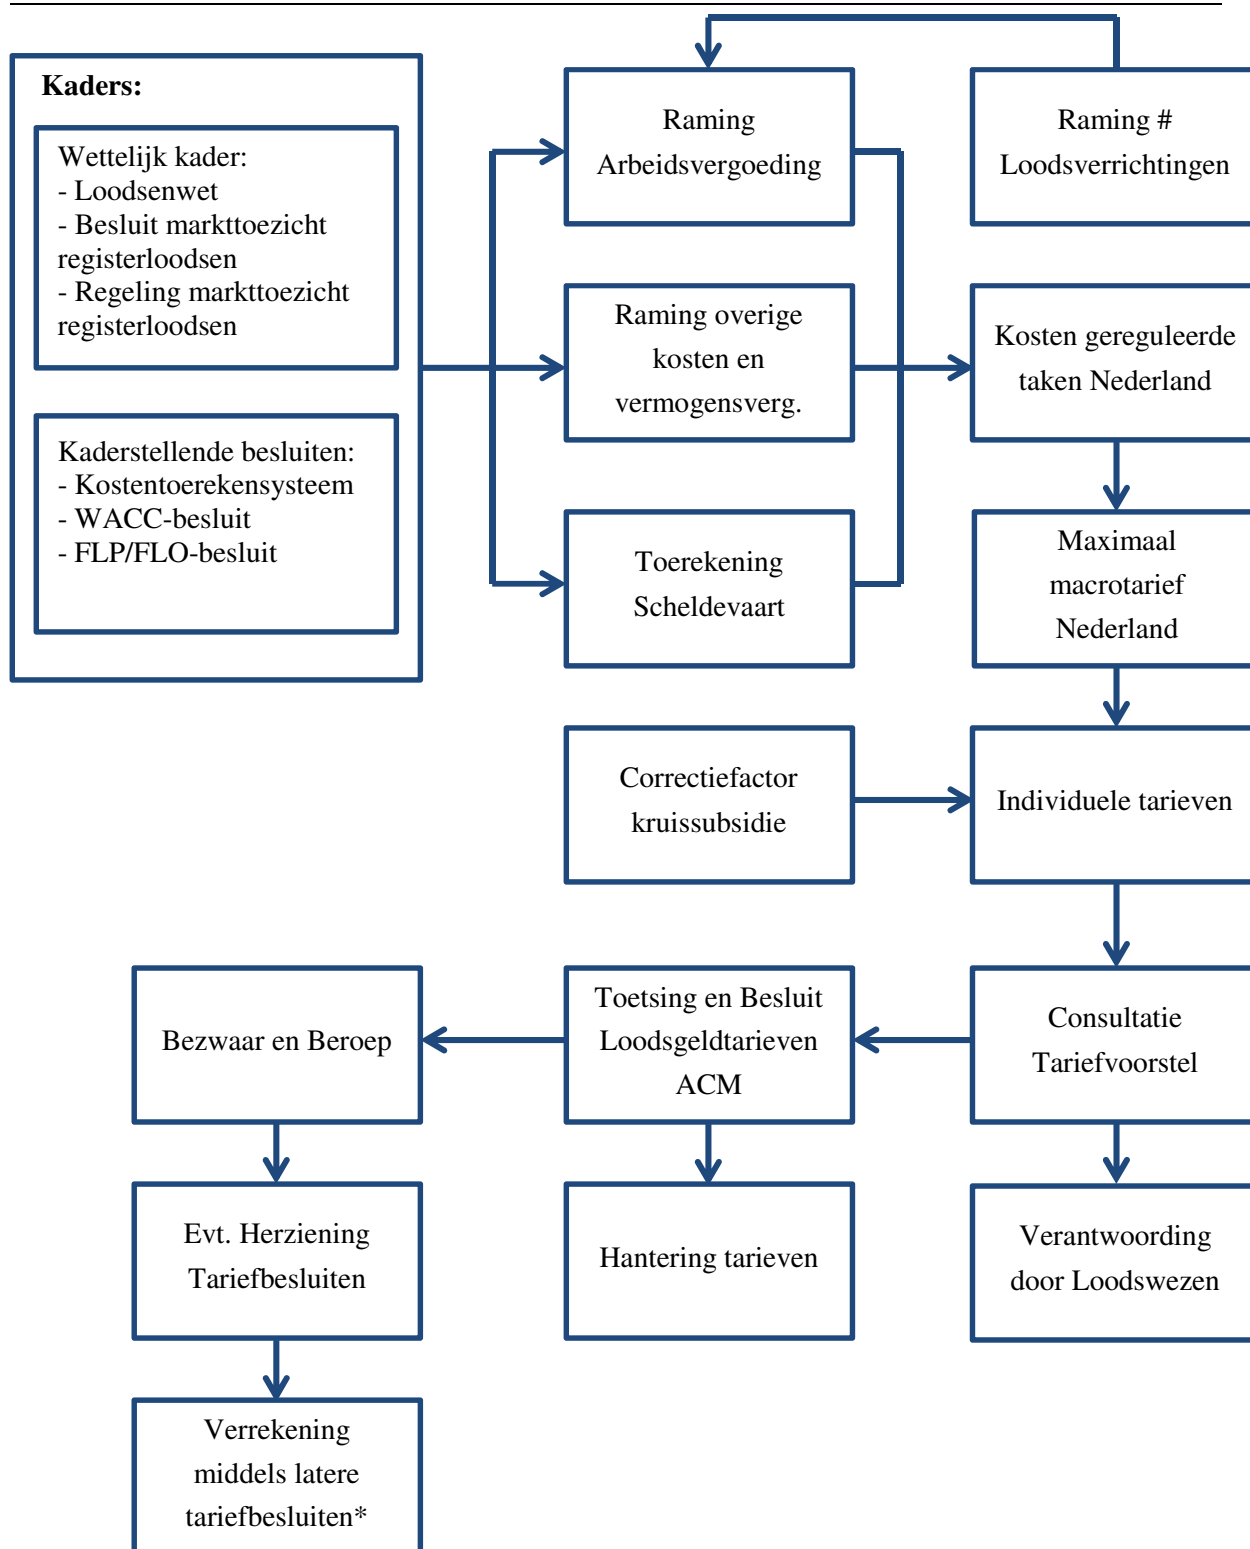 Kaders:
Wettelijk kader:
- Loodsenwet
- Besluit markttoezicht
registerloodsen
- Regeling markttoezicht
registerloodsen
Kaderstellende besluiten:
- Kostentoerekensysteem
- WACC-besluit
- FLP/FLO-besluit
Raming
Arbeidsvergoeding
Raming #
Loodsverrichtingen
Raming overige
kosten en
vermogensverg.
Kosten gereguleerde
taken Nederland
Toerekening
Scheldevaart
Maximaal
macrotarief
Nederland
Correctiefactor
kruissubsidie
Individuele tarieven
Bezwaar en Beroep
Toetsing en Besluit
Loodsgeldtarieven
ACM
Consultatie
Tariefvoorstel
Evt. Herziening
Tariefbesluiten
Hantering tarieven
Verantwoording
door Loodswezen
Verrekening
middels latere
tariefbesluiten*